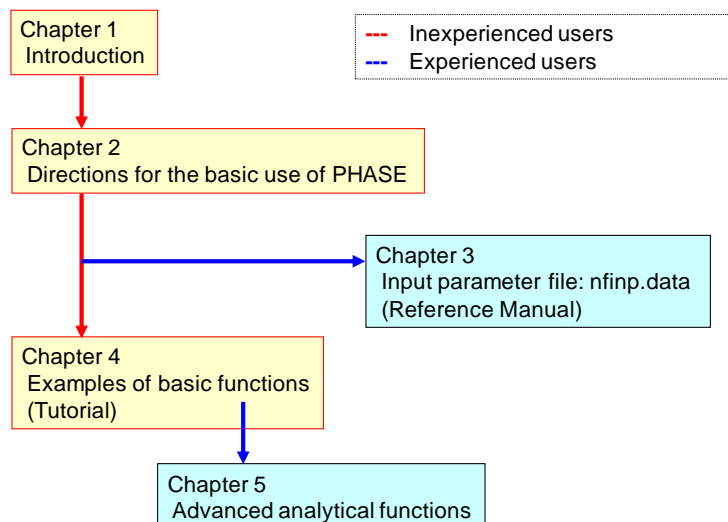 Chapter 1
Introduction
--- Inexperienced users
--- Experienced users
Chapter 2
Directions for the basic use of PHASE
Chapter 3
Input parameter file: nfinp.data
(Reference Manual)
Chapter 4
Examples of basic functions
(Tutorial)
Chapter 5
Advanced analytical functions